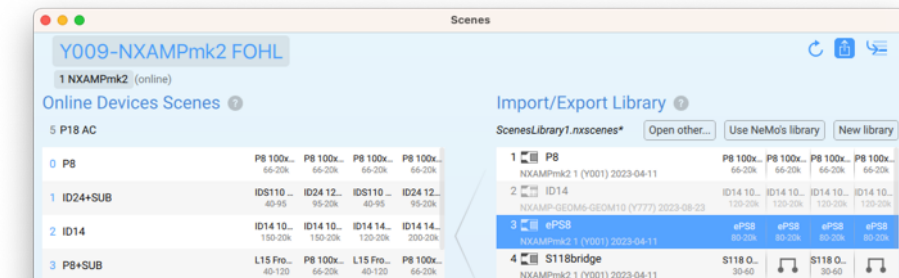 Scenes
Y009-NXAMPmk2 FOHL
1 NXAMPmk2 (online)
Online Devices Scenes ?
5 P18 AC
0 P8 P8 100x... P8 100x... P8 100x... P8 100x...
66-20k 66-20k 66-20k 66-20k
1 ID24+SUB IDS110 ... ID24 12... IDS110 ... ID24 12...
40-95 95-20k 40-95 95-20k
2 ID14 ID14 10... ID14 10... ID14 14... ID14 14...
150-20k 150-20k 120-20k 200-20k
3 P8+SUB L15 Fro... P8 100x... L15 Fro... P8 100x...
40-120 66-20k 40-120 66-20k
Import/Export Library ?
ScenesLibrary1.nxscenes* Open other... Use NeMo's library New library
1 P8 P8 100x... P8 100x... P8 100x... P8 100x...
NXAMPmk2 1 (Y001) 2023-04-11 66-20k 66-20k 66-20k 66-20k
2 ID14 ID14 10... ID14 10... ID14 10... ID14 10...
NXAMP-GEOM6-GEOM10 (Y777) 2023-08-23 120-20k 120-20k 120-20k 120-20k
3 ePS8 ePS8 ePS8 ePS8 ePS8
NXAMPmk2 1 (Y001) 2023-04-11 80-20k 80-20k 80-20k 80-20k
4 S118bridge S118 O... S118 O...
NXAMPmk2 1 (Y001) 2023-04-11 30-60 30-60